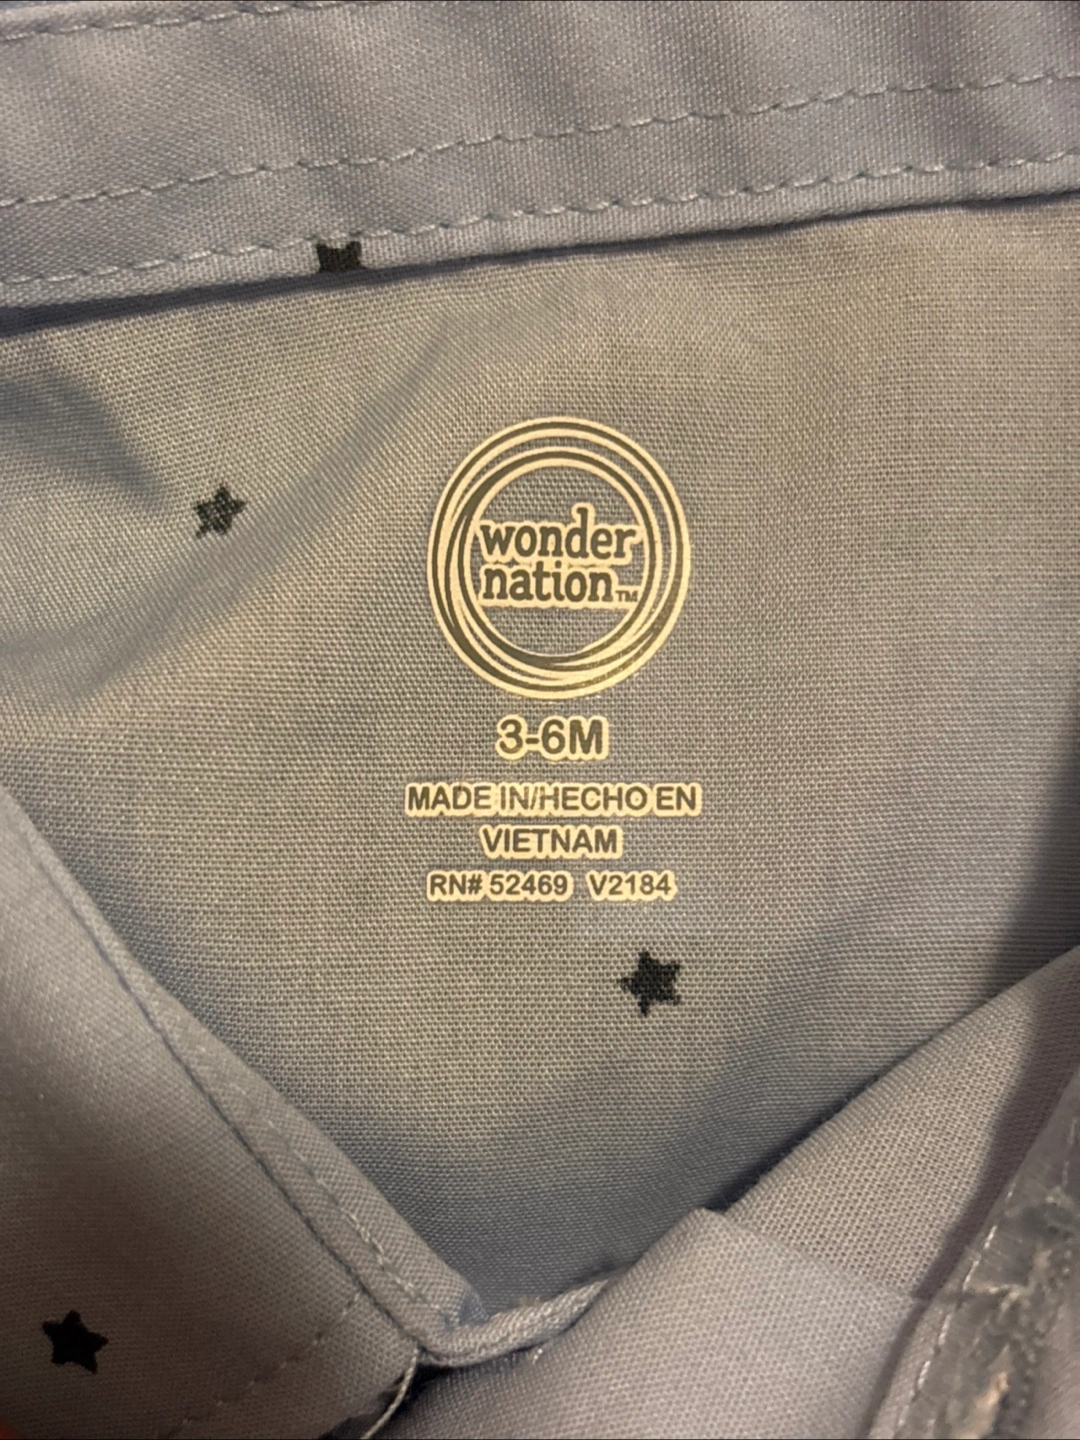 wonder
nation™
3-6M
MADE IN/HECHO EN
VIETNAM
RN# 52469 V2184